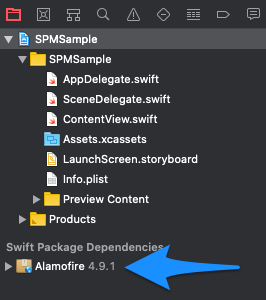 SPMSample
SPMSample
AppDelegate.swift
SceneDelegate.swift
ContentView.swift
Assets.xcassets
LaunchScreen.storyboard
Info.plist
Preview Content
Products
Swift Package Dependencies
Alamofire 4.9.1